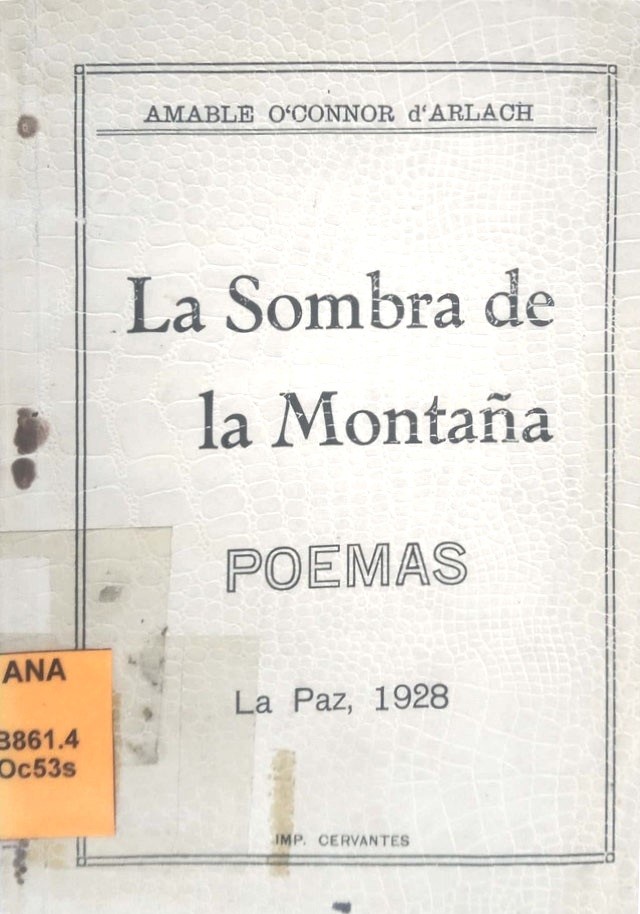 AMABLE O‘CONNOR d‘ARLACH
La Sombra de
la Montaña
POEMAS
La Paz, 1928
IMP. CERVANTES
ANA
B861.4
Oc53s